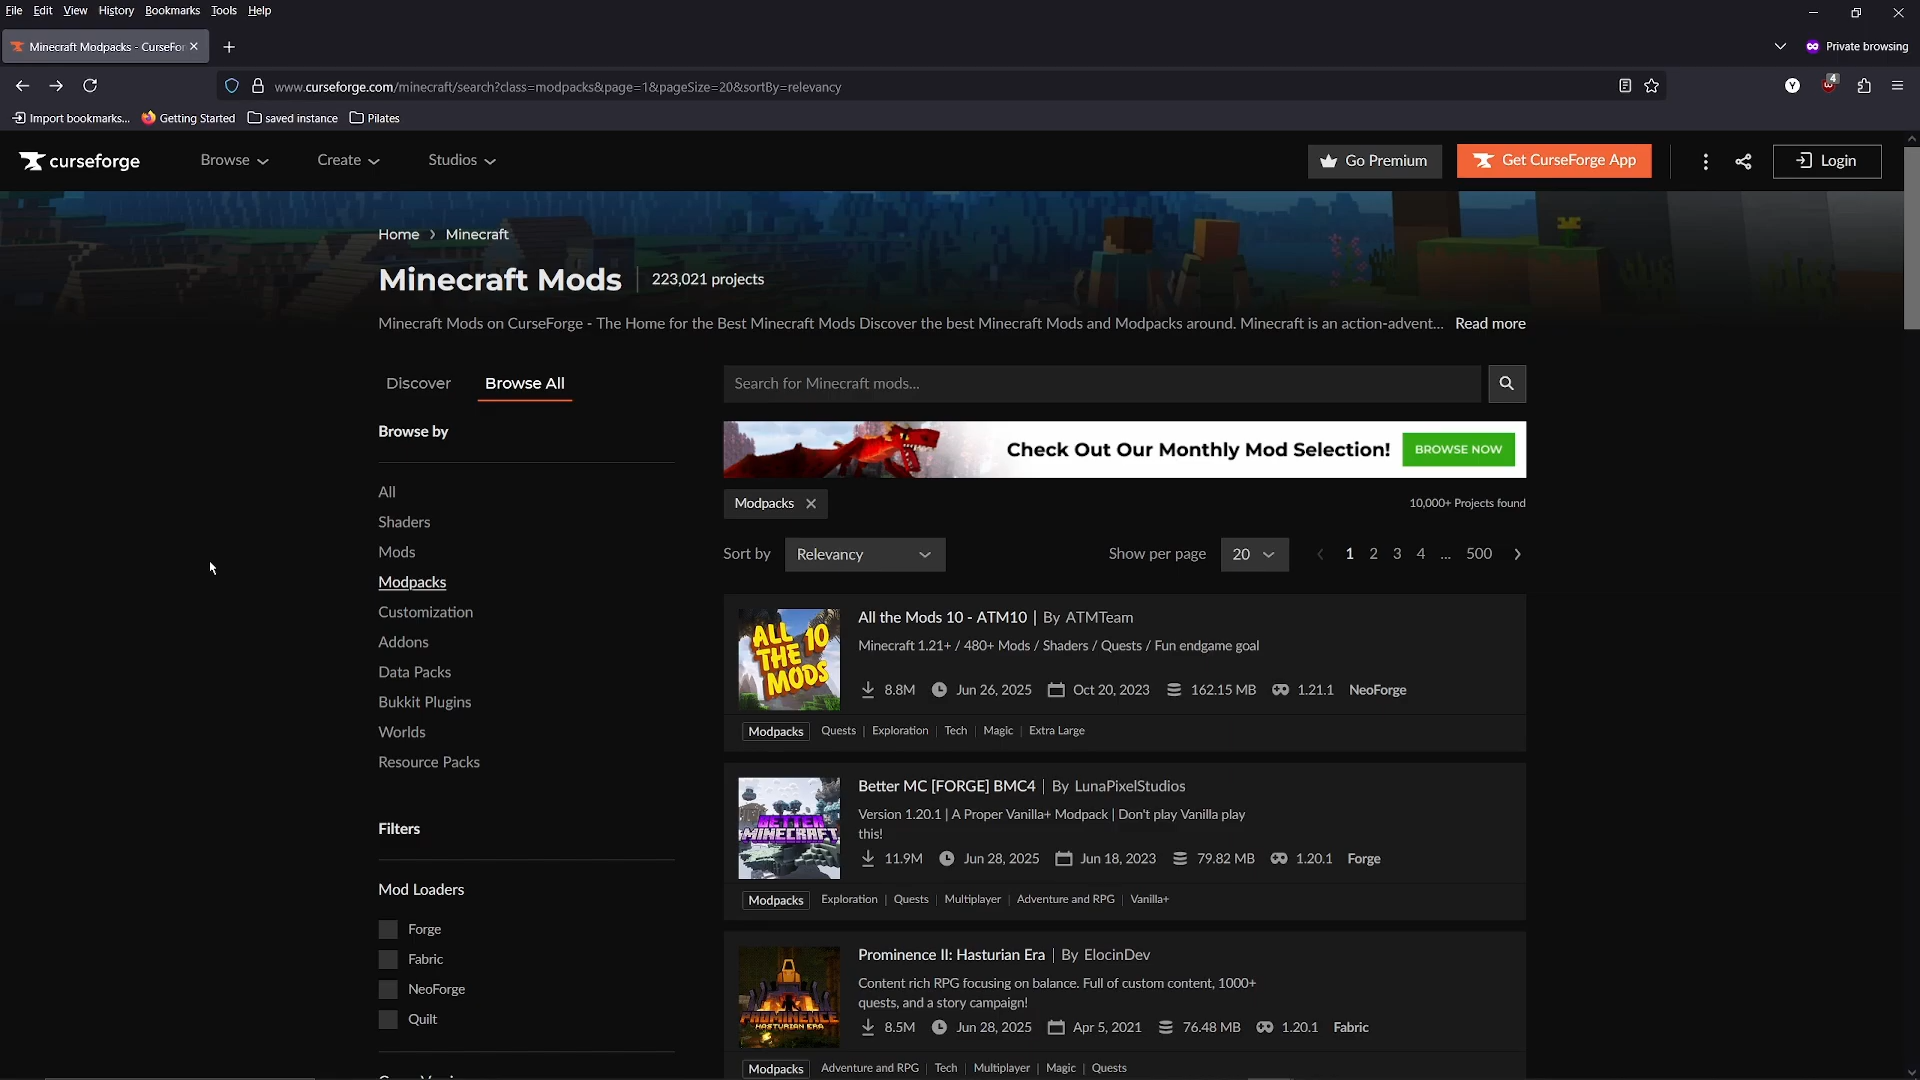 File Edit View History Bookmarks Tools Help
Minecraft Modpacks - CurseFor
Private browsing
www.curseforge.com/minecraft/search?class=modpacks&page=1&pageSize=20&sortBy=relevancy
4
Import bookmarks... Getting Started saved instance Pilates
curseforge Browse Create Studios Go Premium Get CurseForge App Login
Home > Minecraft
Minecraft Mods 223,021 projects
Minecraft Mods on CurseForge - The Home for the Best Minecraft Mods Discover the best Minecraft Mods and Modpacks around. Minecraft is an action-advent... Read more
Discover Browse All
Search for Minecraft mods...
Browse by
Check Out Our Monthly Mod Selection! BROWSE NOW
All
Shaders
Mods
Modpacks
Customization
Addons
Data Packs
Bukkit Plugins
Worlds
Resource Packs
Filters
Mod Loaders
Forge
Fabric
NeoForge
Quilt
Modpacks
10,000+ Projects found
Sort by Relevancy Show per page 20 1 2 3 4 ... 500
ALL THE MODS 10
All the Mods 10 - ATM10 | By ATMTeam
Minecraft 1.21+ / 480+ Mods / Shaders / Quests / Fun endgame goal
8.8M Jun 26, 2025 Oct 20, 2023 162.15 MB 1.21.1 NeoForge
Modpacks Quests | Exploration | Tech | Magic | Extra Large
BETTER MINECRAFT
Better MC [FORGE] BMC4 | By LunaPixelStudios
Version 1.20.1 | A Proper Vanilla+ Modpack | Don't play Vanilla play
this!
11.9M Jun 28, 2025 Jun 18, 2023 79.82 MB 1.20.1 Forge
Modpacks Exploration | Quests | Multiplayer | Adventure and RPG | Vanilla+
PROMINENCE
HASTURIAN ERA
Prominence II: Hasturian Era | By ElocinDev
Content rich RPG focusing on balance. Full of custom content, 1000+
quests, and a story campaign!
8.5M Jun 28, 2025 Apr 5, 2021 76.48 MB 1.20.1 Fabric
Modpacks Adventure and RPG | Tech | Multiplayer | Magic | Quests